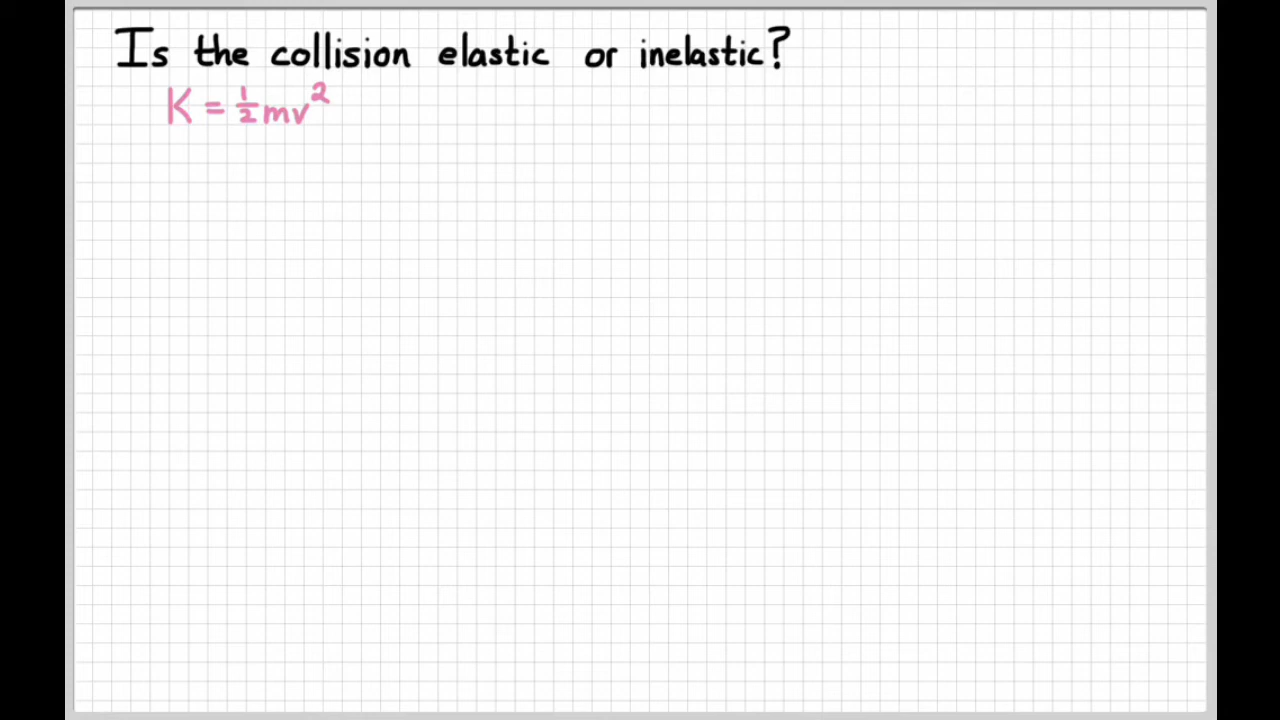 Is the collision elastic or inelastic?
K = ½mv²